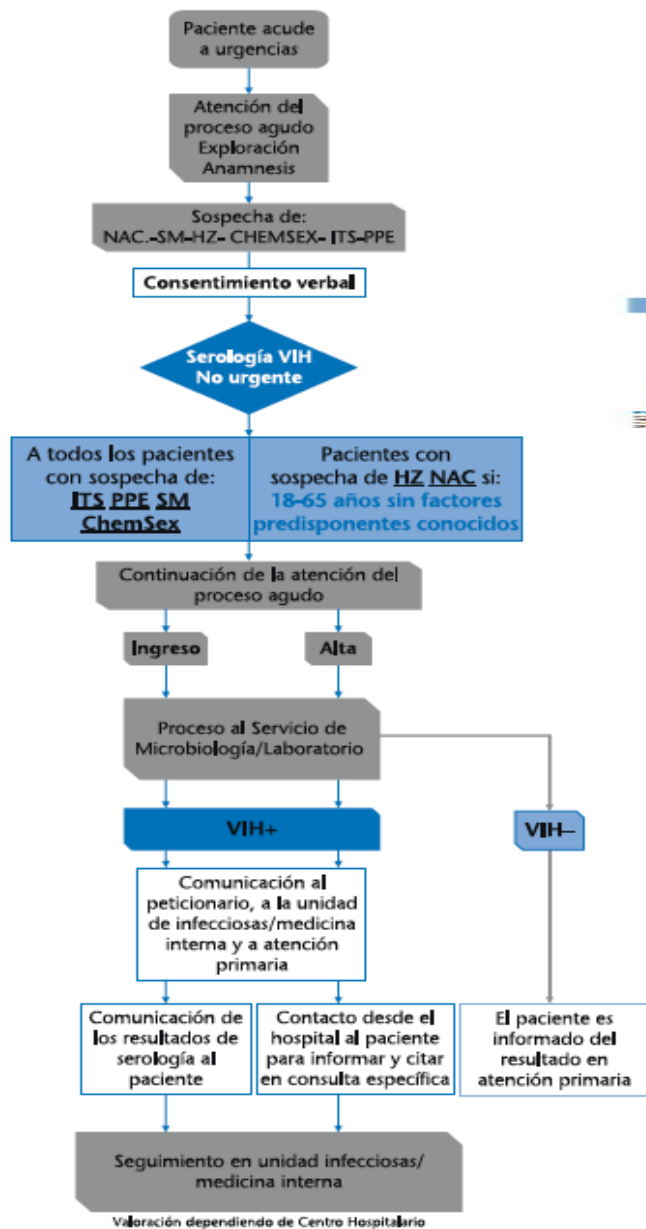 Paciente acude
a urgencias
Atención del
proceso agudo
Exploración
Anamnesis
Sospecha de:
NAC.-SM-HZ- CHEMSEX- ITS-PPE
Consentimiento verbal
Serología VIH
No urgente
A todos los pacientes
con sospecha de:
ITS PPE SM
ChemSex
Pacientes con
sospecha de HZ NAC si:
18-65 años sin factores
predisponentes conocidos
Continuación de la atención del
proceso agudo
Ingreso
Alta
Proceso al Servicio de
Microbiología/Laboratorio
VIH+
VIH–
Comunicación al
peticionario, a la unidad
de infecciosas/medicina
interna y a atención
primaria
Comunicación de
los resultados de
serología al
paciente
Contacto desde el
hospital al paciente
para informar y citar
en consulta específica
El paciente es
informado del
resultado en
atención primaria
Seguimiento en unidad infecciosas/
medicina interna
Valoración dependiendo de Centro Hospitalario